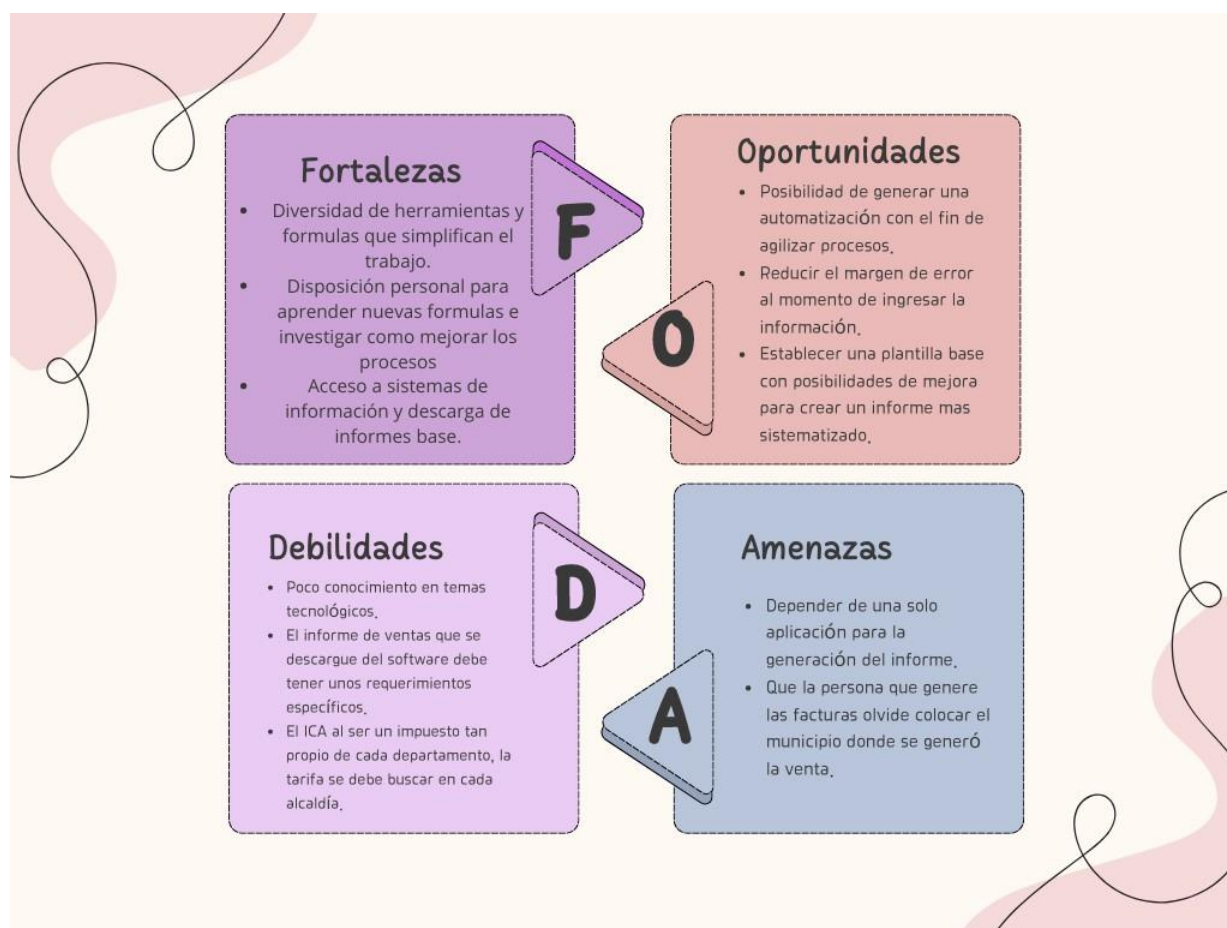 Fortalezas
• Diversidad de herramientas y
formulas que simplifican el
trabajo.
• Disposición personal para
aprender nuevas formulas e
investigar como mejorar los
procesos
• Acceso a sistemas de
información y descarga de
informes base.
F
Oportunidades
• Posibilidad de generar una
automatización con el fin de
agilizar procesos.
• Reducir el margen de error
al momento de ingresar la
información.
• Establecer una plantilla base
con posibilidades de mejora
para crear un informe mas
sistematizado.
O
Debilidades
• Poco conocimiento en temas
tecnológicos.
• El informe de ventas que se
descargue del software debe
tener unos requerimientos
específicos.
• El ICA al ser un impuesto tan
propio de cada departamento, la
tarifa se debe buscar en cada
alcaldía.
D
Amenazas
• Depender de una solo
aplicación para la
generación del informe.
• Que la persona que genere
las facturas olvide colocar el
municipio donde se generó
la venta.
A